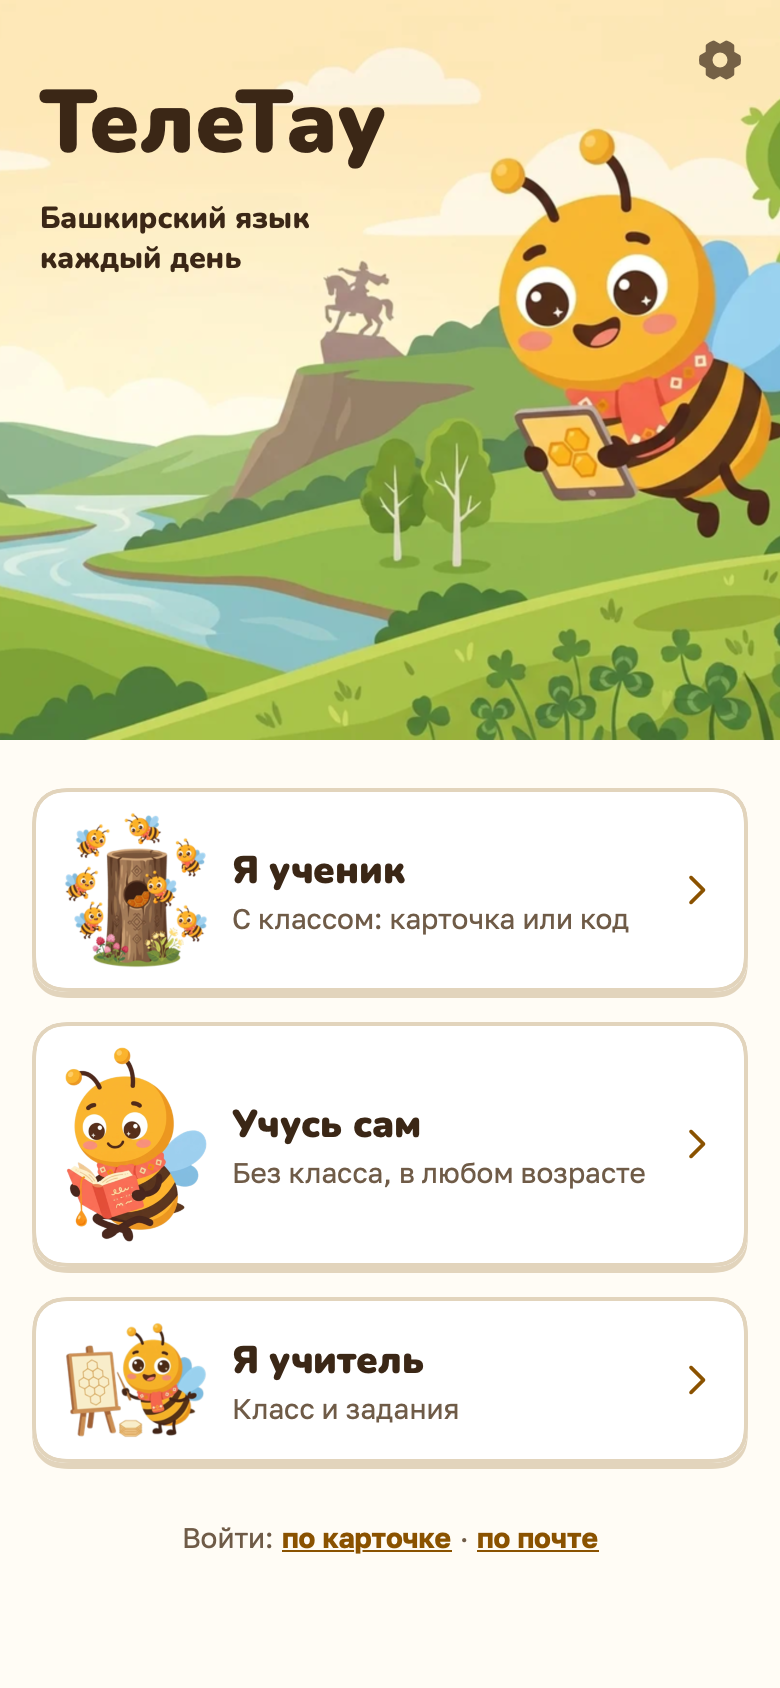 ТелеТау
Башкирский язык
каждый день
Я ученик
С классом: карточка или код
Учусь сам
Без класса, в любом возрасте
Я учитель
Класс и задания
Войти: по карточке · по почте